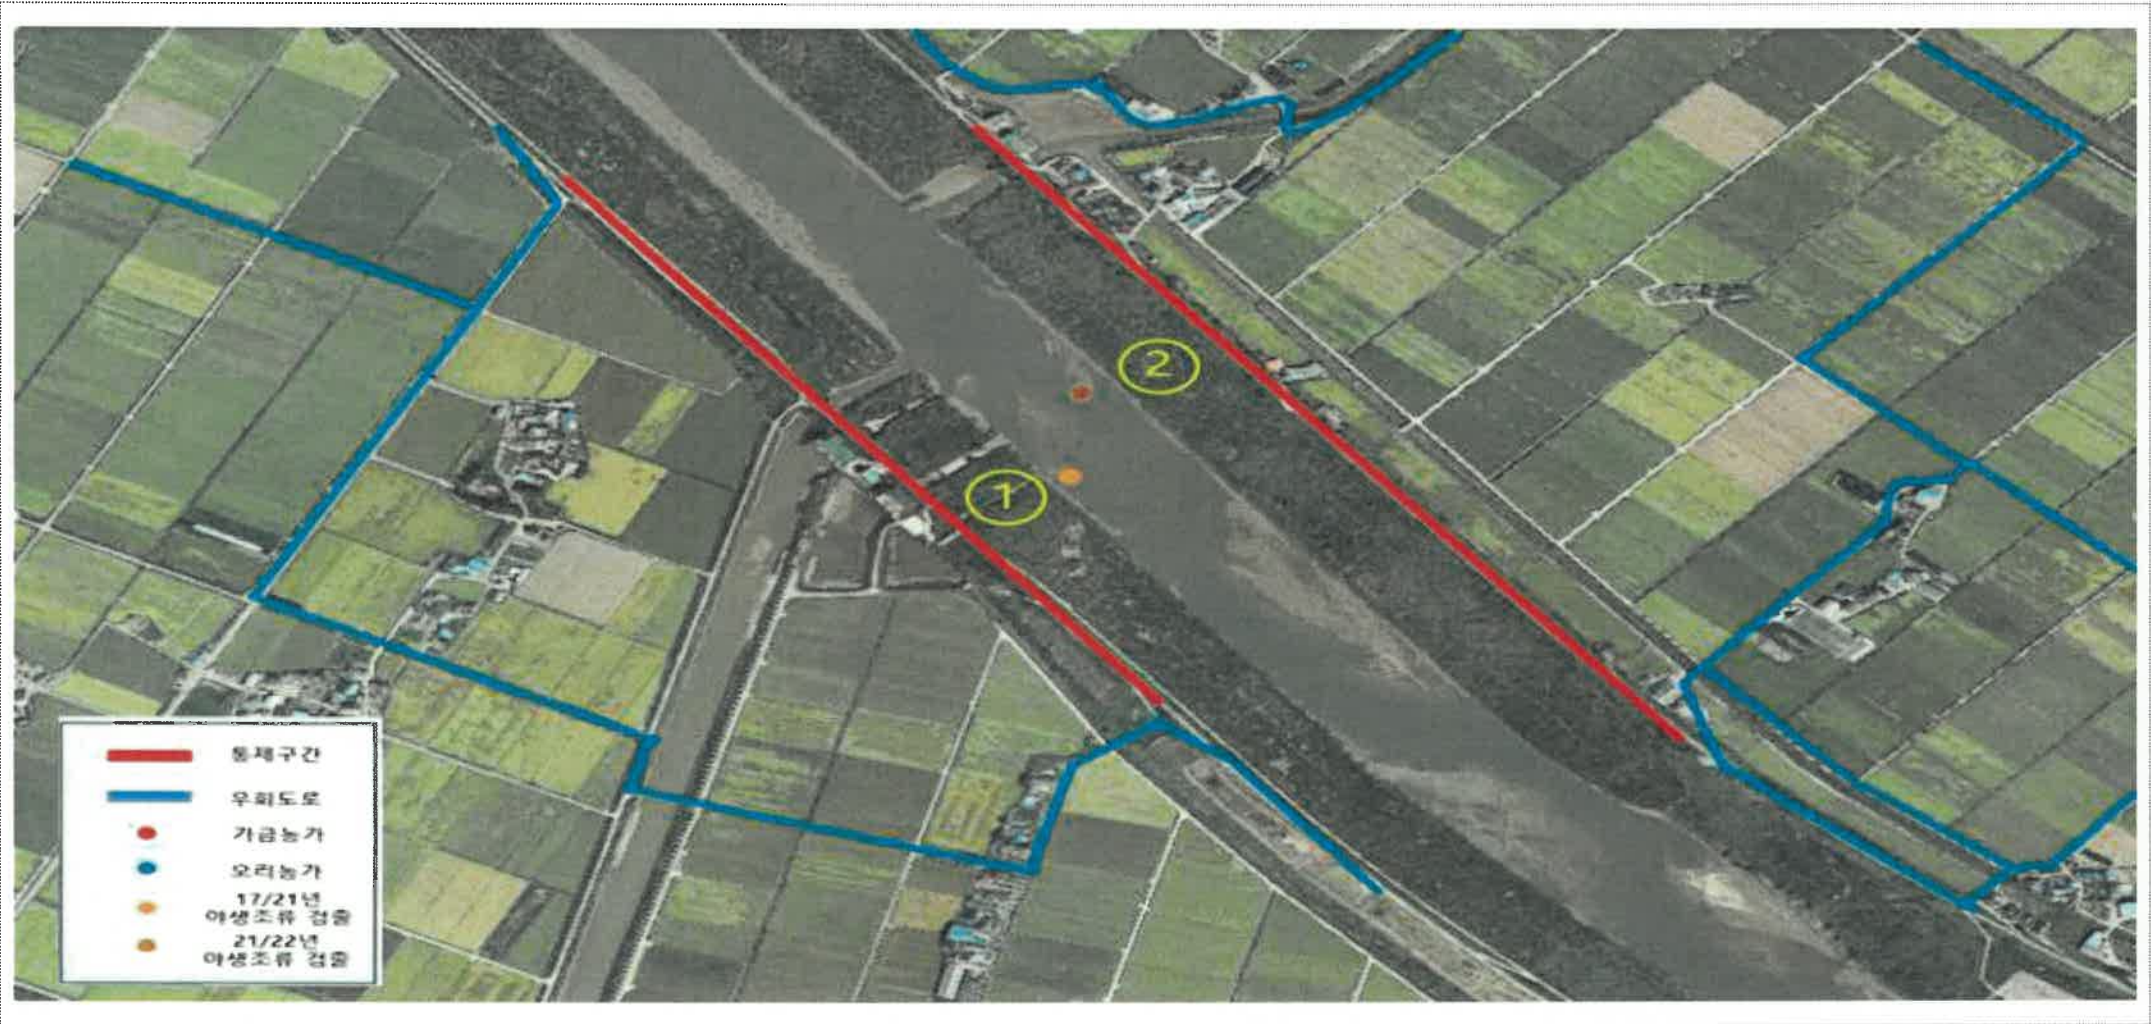 ②
①
통제구간
우회도로
가금농가
오리농가
17/21년
야생조류 검출
21/22년
야생조류 검출